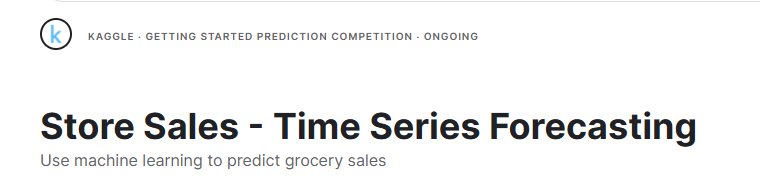 k
KAGGLE · GETTING STARTED PREDICTION COMPETITION · ONGOING
Store Sales - Time Series Forecasting
Use machine learning to predict grocery sales